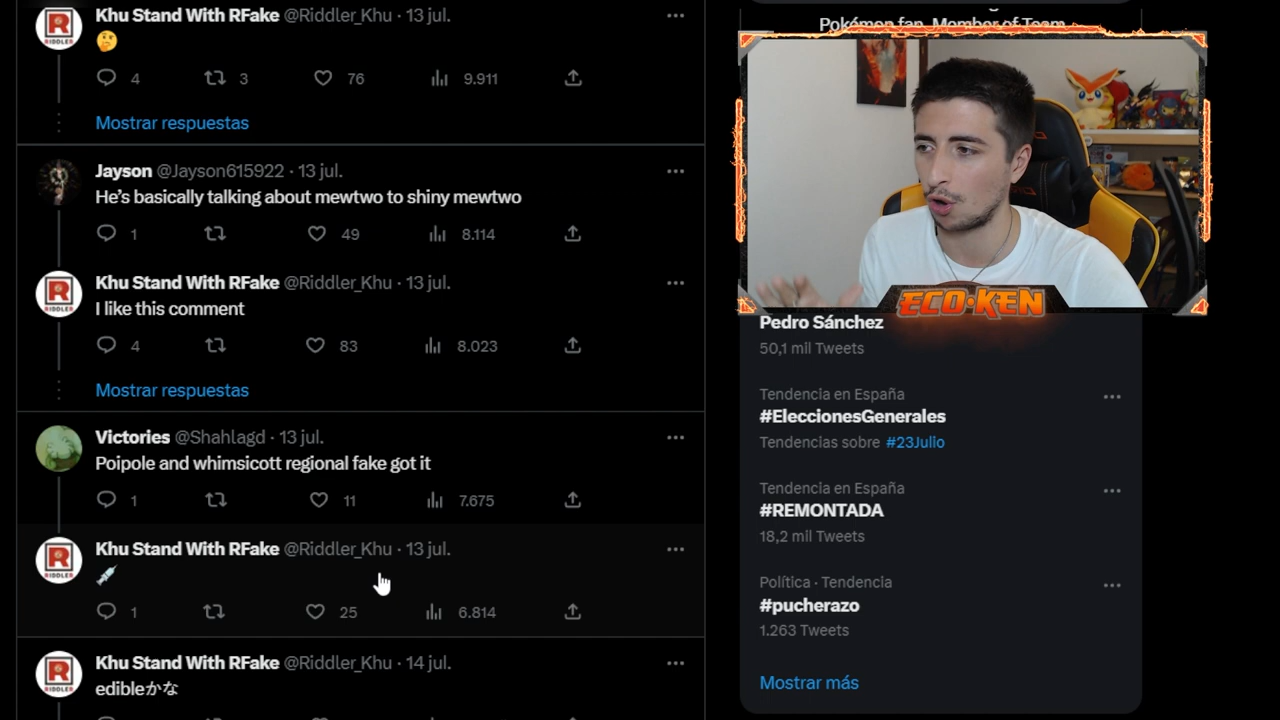 Khu Stand With RFake @Riddler_Khu · 13 jul.
🤔
4 3 76 9.911
Mostrar respuestas
Jayson @Jayson615922 · 13 jul.
He's basically talking about mewtwo to shiny mewtwo
1 49 8.114
Khu Stand With RFake @Riddler_Khu · 13 jul.
I like this comment
4 83 8.023
Mostrar respuestas
Victories @Shahlagd · 13 jul.
Poipole and whimsicott regional fake got it
1 11 7.675
Khu Stand With RFake @Riddler_Khu · 13 jul.
💉
1 25 6.814
Khu Stand With RFake @Riddler_Khu · 14 jul.
edibleかな
R
RIDDLER
R
RIDDLER
R
RIDDLER
R
RIDDLER
Pokémon fan. Member of Team
ECO·KEN
Pedro Sánchez
50,1 mil Tweets
Tendencia en España
#EleccionesGenerales
Tendencias sobre #23Julio
Tendencia en España
#REMONTADA
18,2 mil Tweets
Política · Tendencia
#pucherazo
1.263 Tweets
Mostrar más